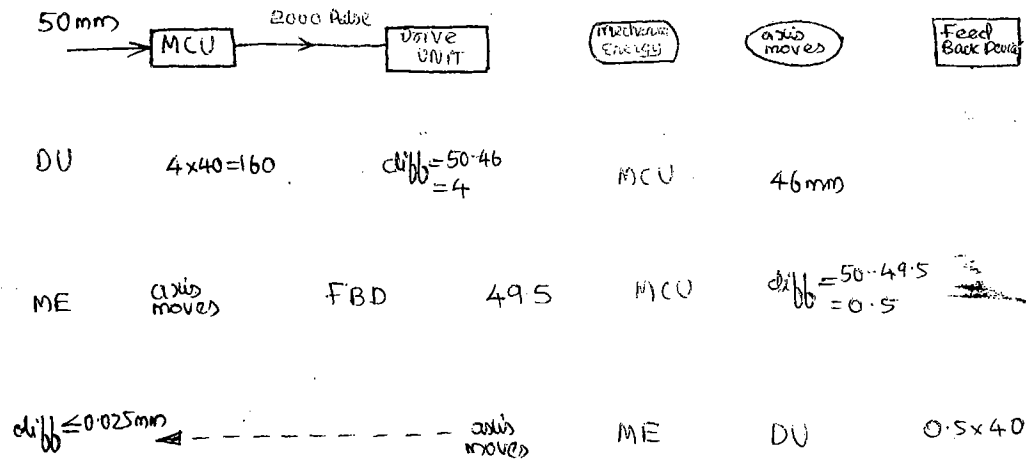 50mm
MCU
2000 Pulse
Drive
UNIT
Mechanical
Energy
axis
moves
Feed
Back Device
DU
4x40=160
diff=50-46
=4
MCU
46mm
ME
axis
moves
FBD
49.5
MCU
diff=50-49.5
=0.5
diff≤0.025mm
axis
moves
ME
DU
0.5x40